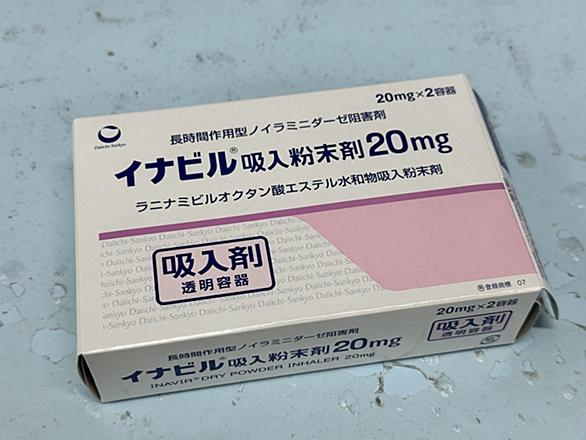 20mg×2容器
Daiichi-Sankyo
長時間作用型ノイラミニダーゼ阻害剤
イナビル®吸入粉末剤20mg
ラニナミビルオクタン酸エステル水和物吸入粉末剤
吸入剤
透明容器
®登録商標 07
20mg×2容器
長時間作用型ノイラミニダーゼ阻害剤
吸入剤
透明容器
イナビル®吸入粉末剤20mg
INAVIR® DRY POWDER INHALER 20mg